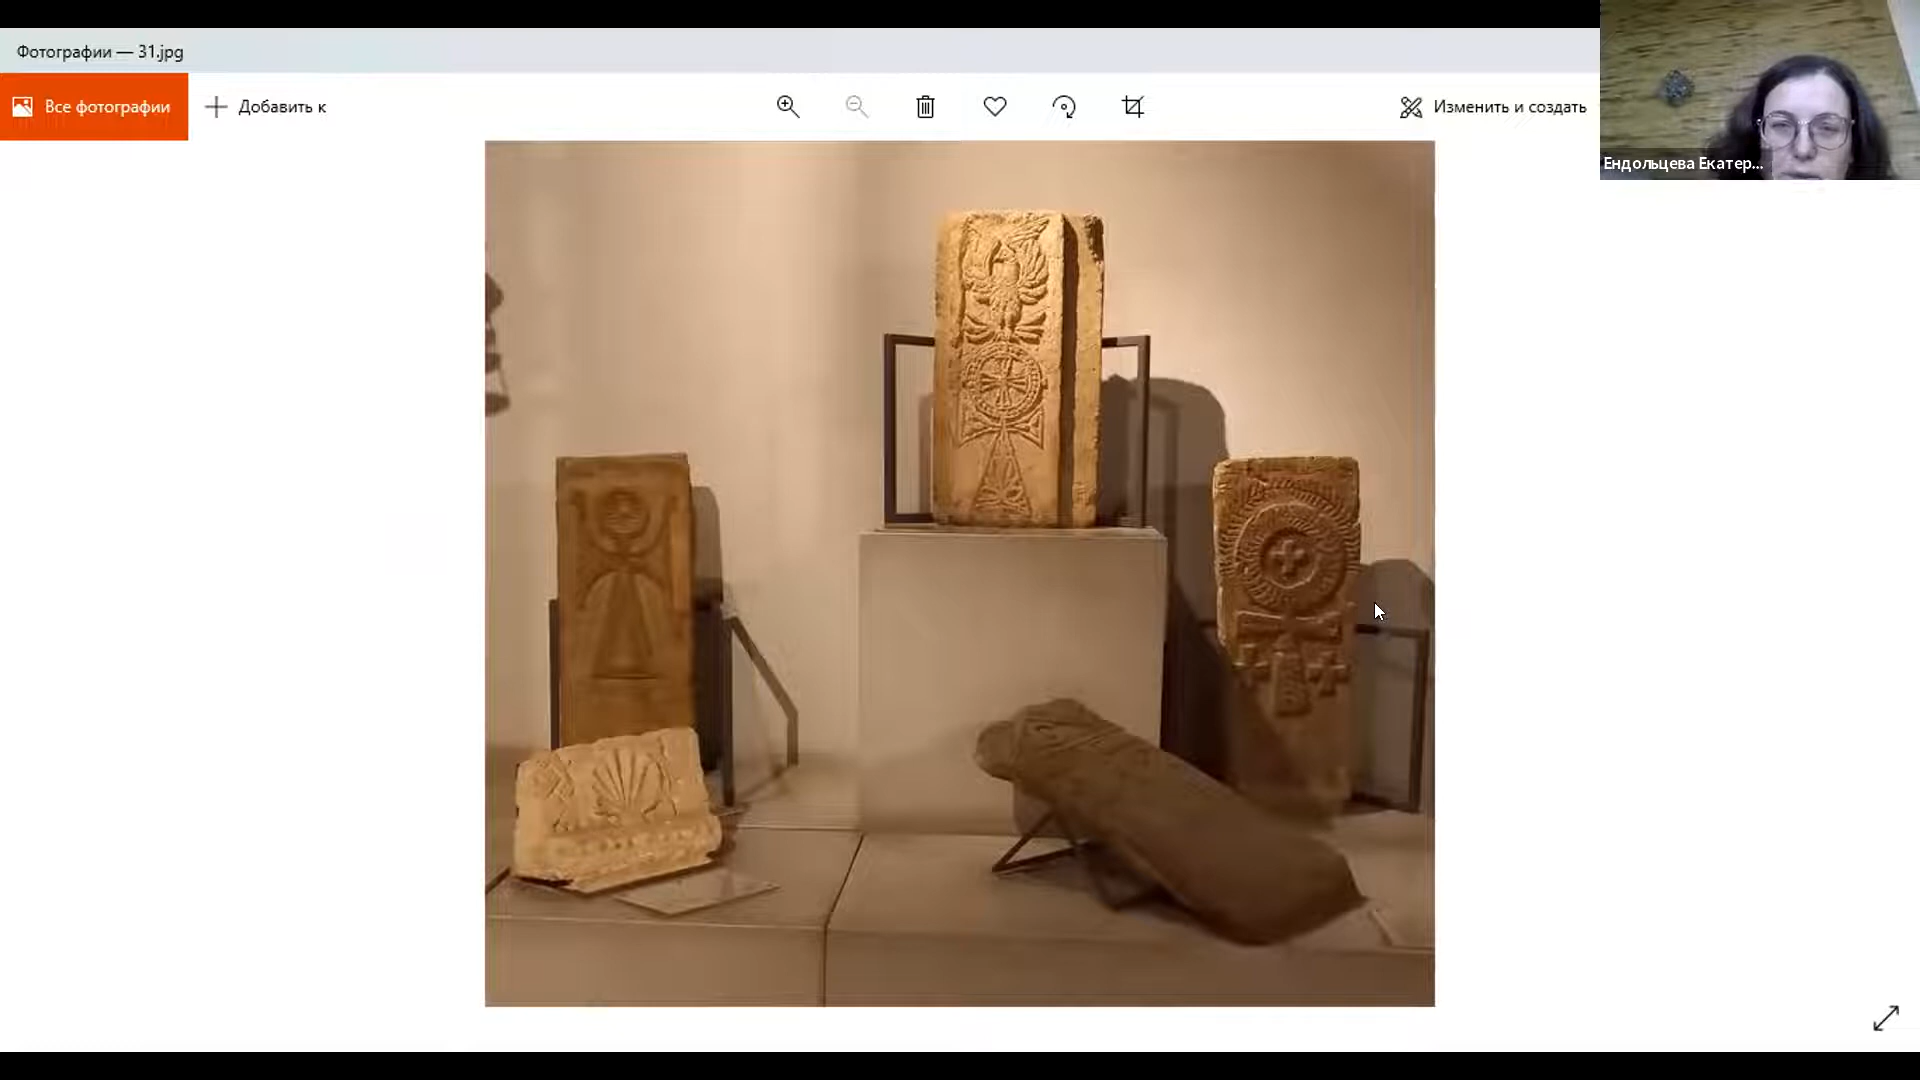 Фотографии — 31.jpg
Все фотографии
Добавить к
Изменить и создать
Ендольцева Екатер...